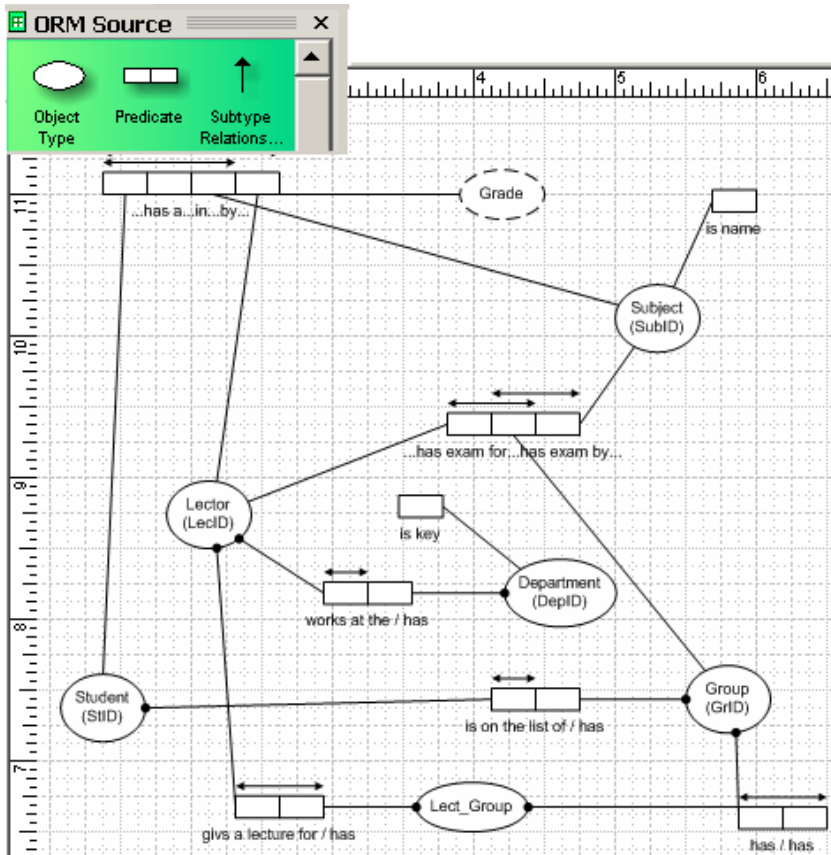 ORM Source
Object Type
Predicate
Subtype Relations...
4
5
6
11
Grade
...has a...in...by...
is name
Subject
(SubID)
10
...has exam for...has exam by...
9
Lector
(LecID)
is key
Department
(DepID)
works at the / has
8
Student
(StID)
Group
(GrID)
is on the list of / has
7
Lect_Group
givs a lecture for / has
has / has